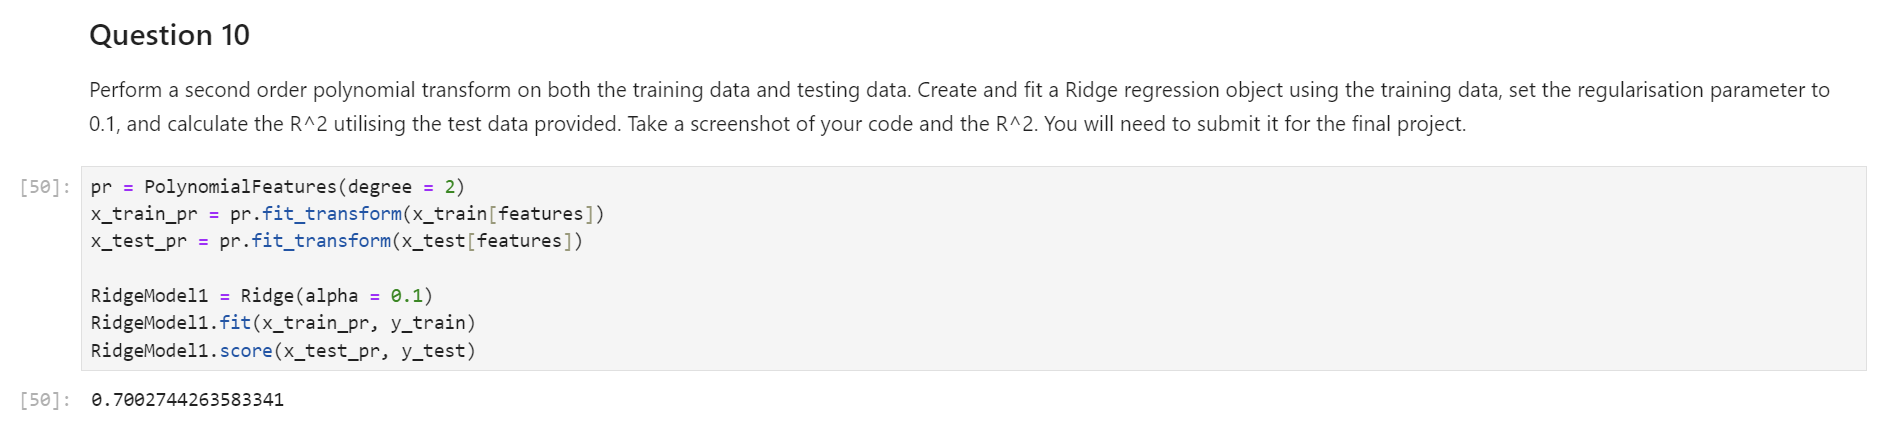 Question 10
Perform a second order polynomial transform on both the training data and testing data. Create and fit a Ridge regression object using the training data, set the regularisation parameter to
0.1, and calculate the R^2 utilising the test data provided. Take a screenshot of your code and the R^2. You will need to submit it for the final project.
[50]: pr = PolynomialFeatures(degree = 2)
x_train_pr = pr.fit_transform(x_train[features])
x_test_pr = pr.fit_transform(x_test[features])
RidgeModel1 = Ridge(alpha = 0.1)
RidgeModel1.fit(x_train_pr, y_train)
RidgeModel1.score(x_test_pr, y_test)
[50]: 0.7002744263583341